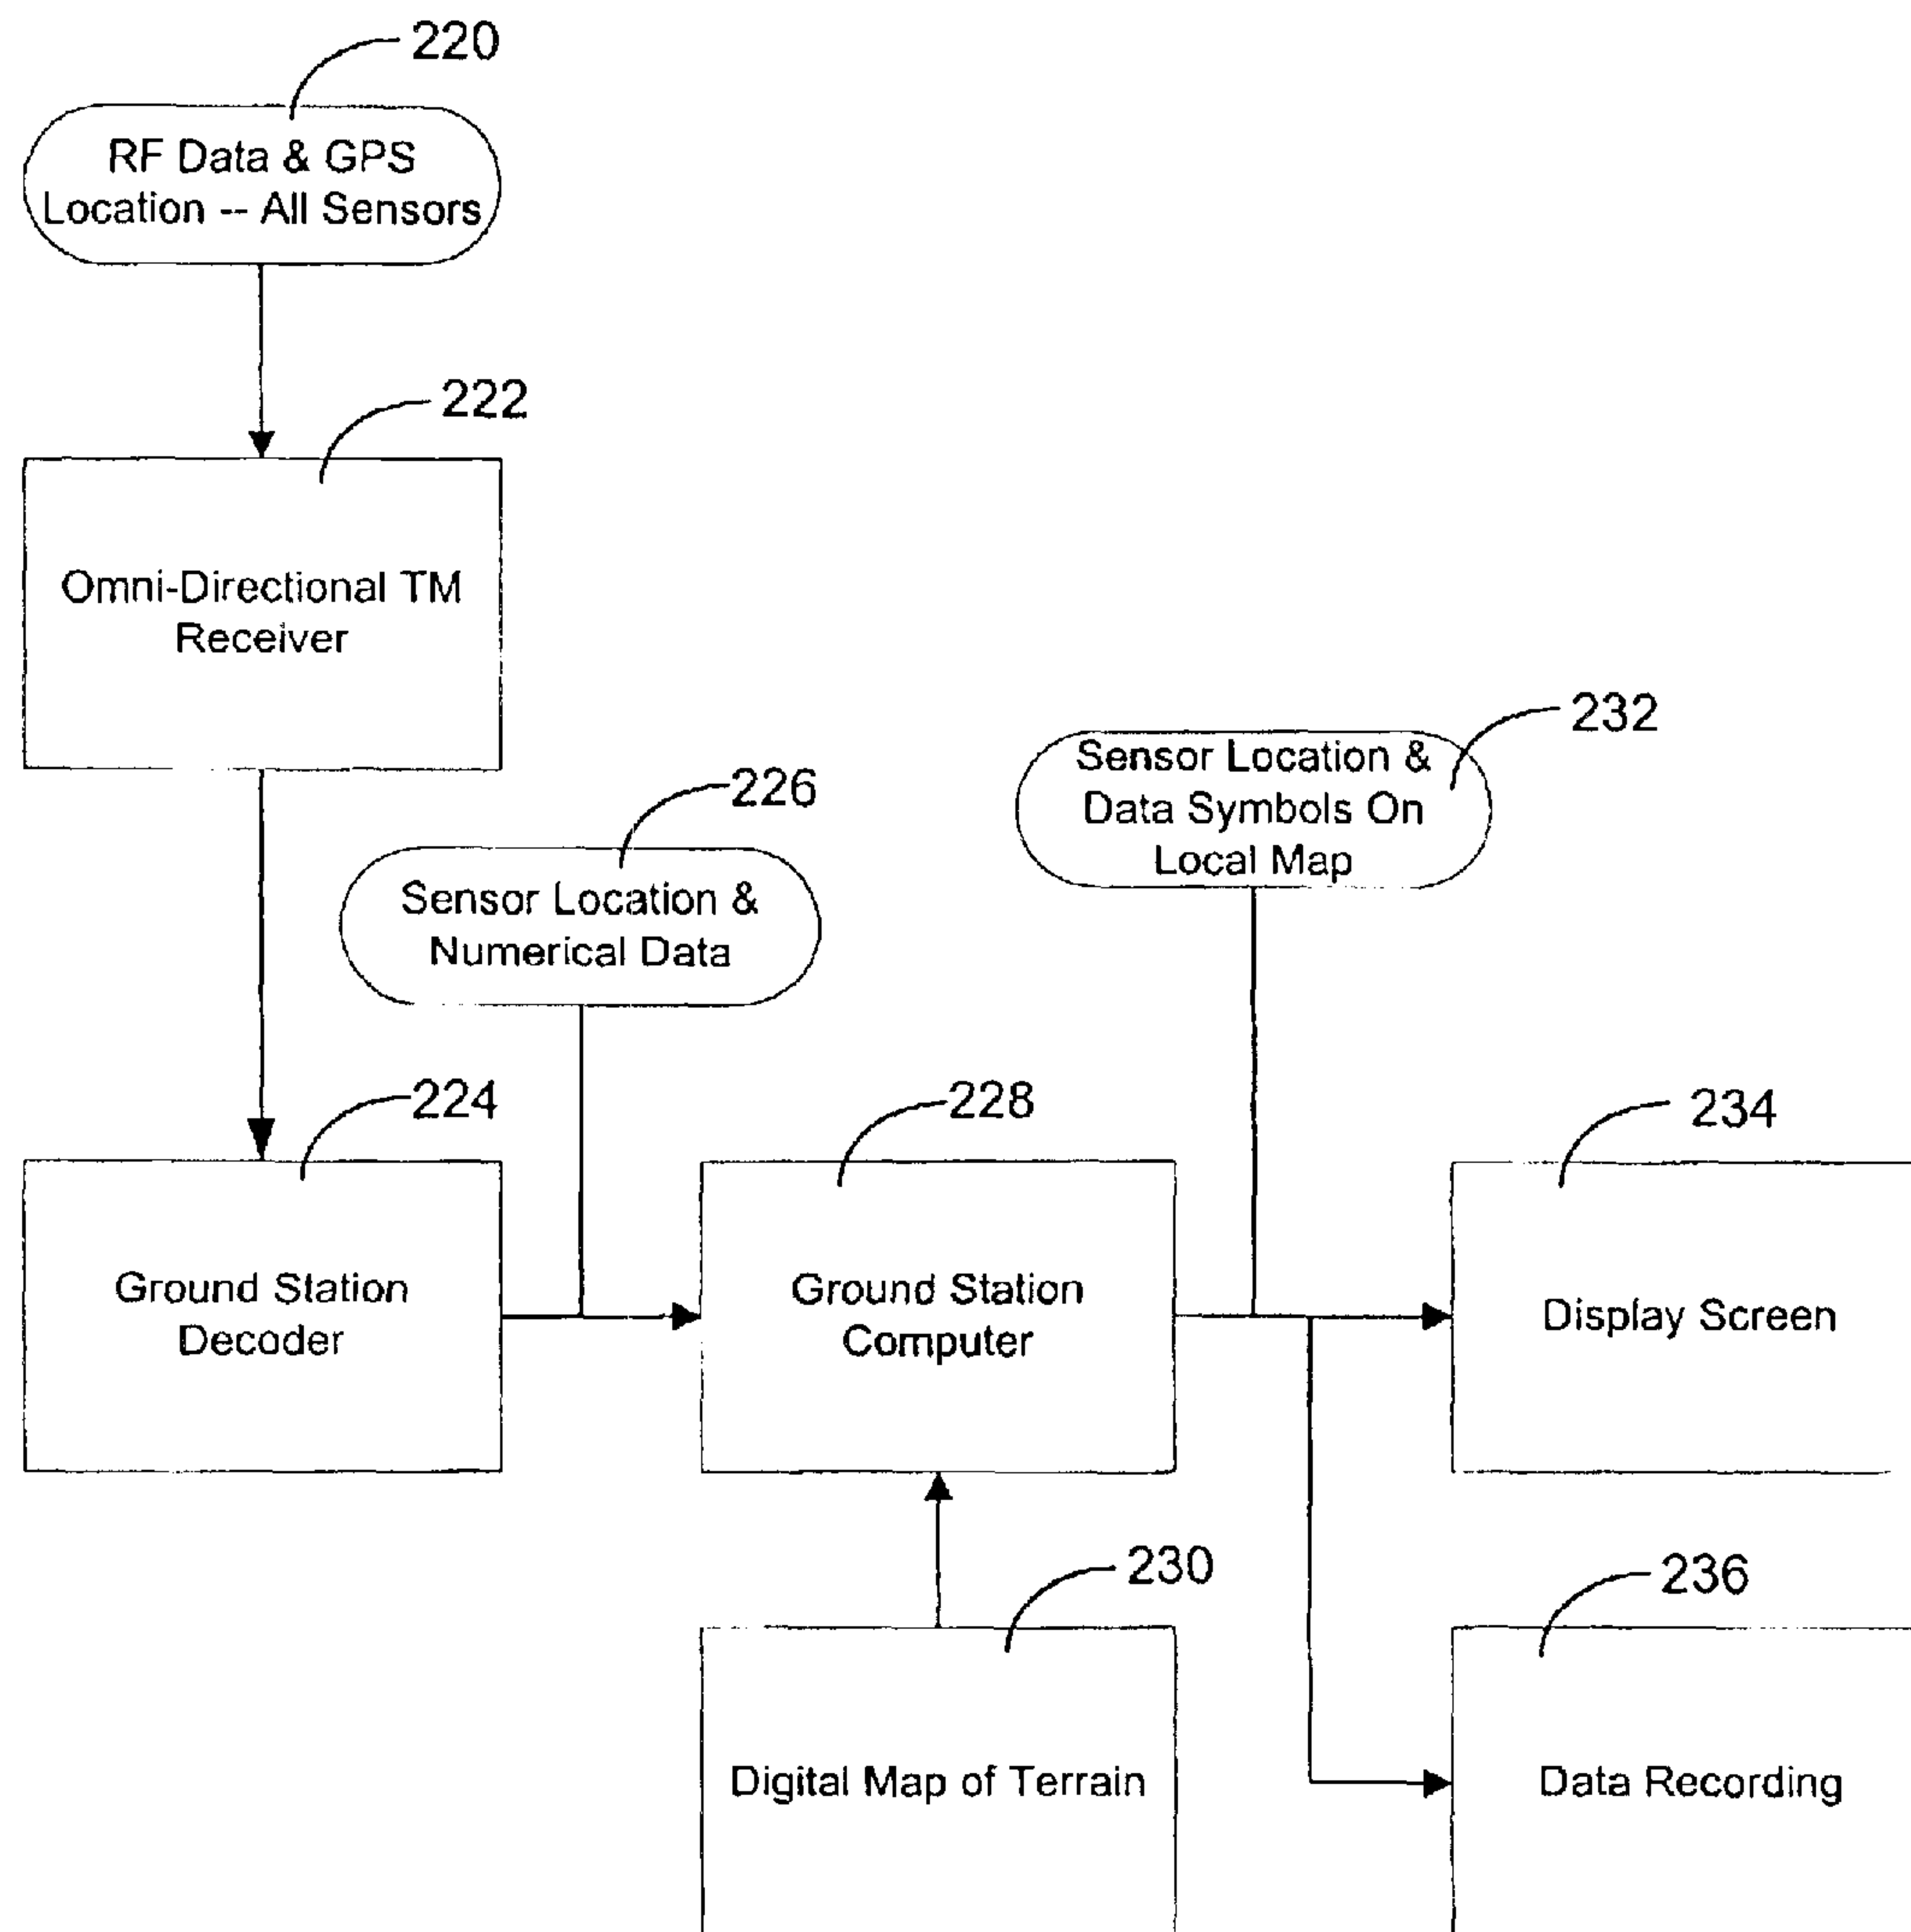 220
RF Data & GPS
Location -- All Sensors
222
Omni-Directional TM
Receiver
232
Sensor Location &
Data Symbols On
Local Map
226
Sensor Location &
Numerical Data
224
Ground Station
Decoder
228
Ground Station
Computer
234
Display Screen
230
Digital Map of Terrain
236
Data Recording